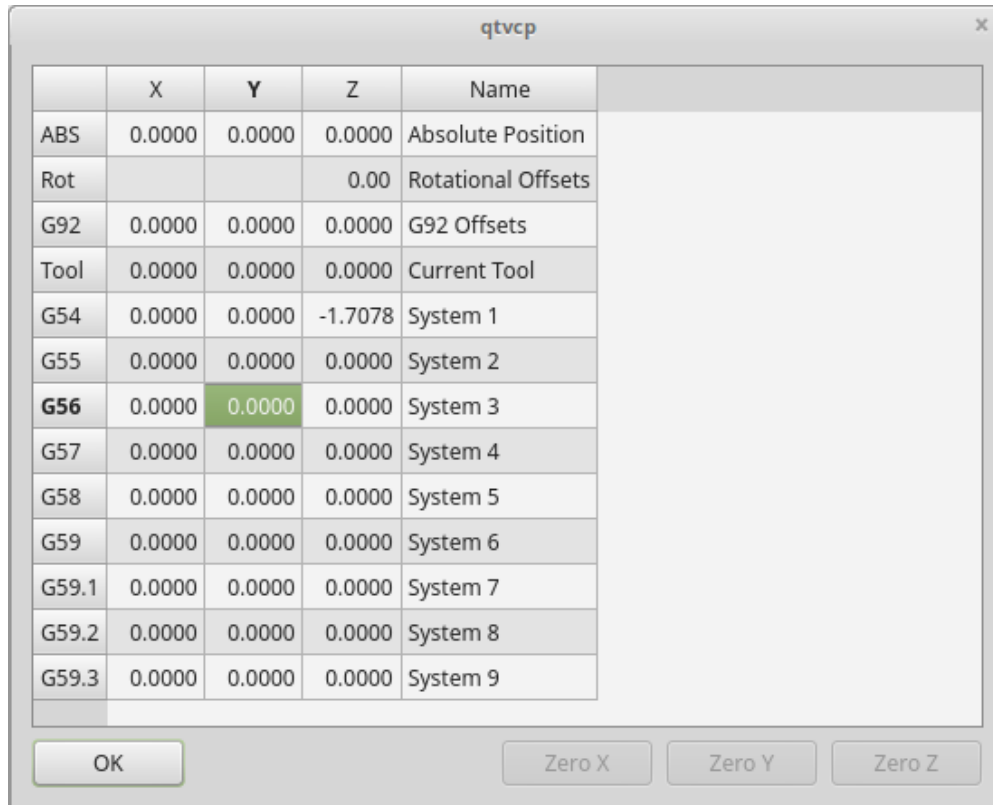 qtvcp ×
X Y Z Name
ABS 0.0000 0.0000 0.0000 Absolute Position
Rot 0.00 Rotational Offsets
G92 0.0000 0.0000 0.0000 G92 Offsets
Tool 0.0000 0.0000 0.0000 Current Tool
G54 0.0000 0.0000 -1.7078 System 1
G55 0.0000 0.0000 0.0000 System 2
G56 0.0000 0.0000 0.0000 System 3
G57 0.0000 0.0000 0.0000 System 4
G58 0.0000 0.0000 0.0000 System 5
G59 0.0000 0.0000 0.0000 System 6
G59.1 0.0000 0.0000 0.0000 System 7
G59.2 0.0000 0.0000 0.0000 System 8
G59.3 0.0000 0.0000 0.0000 System 9
OK Zero X Zero Y Zero Z